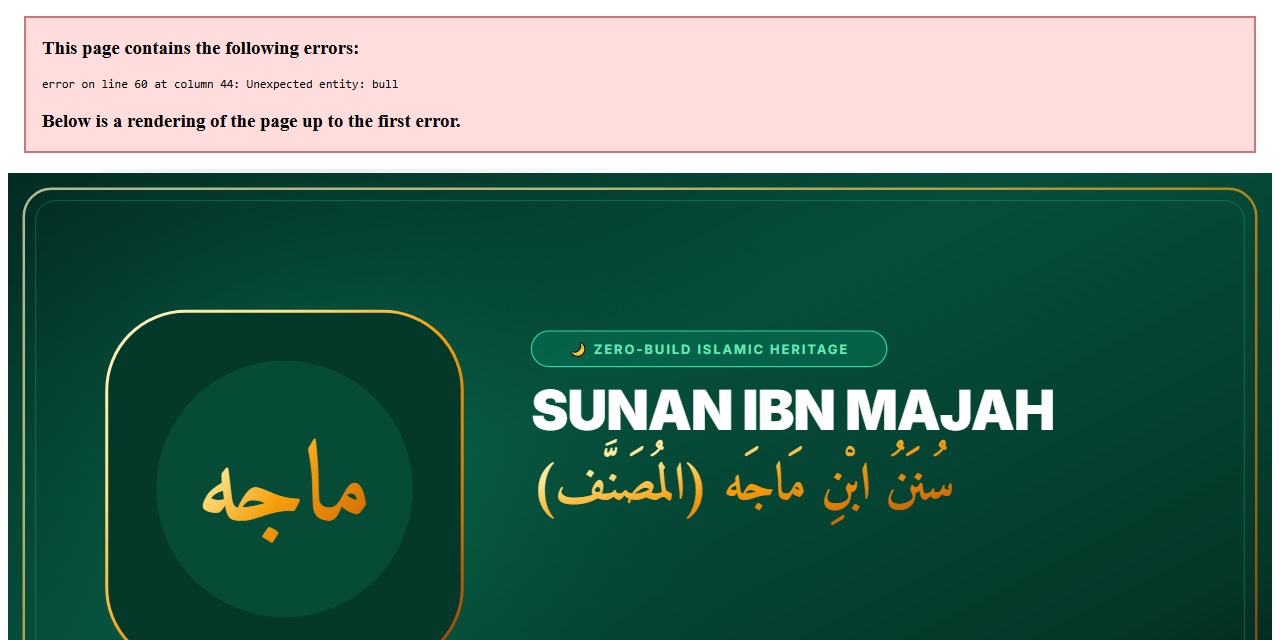 This page contains the following errors:
error on line 60 at column 44: Unexpected entity: bull
Below is a rendering of the page up to the first error.
🌙 ZERO-BUILD ISLAMIC HERITAGE
SUNAN IBN MAJAH
سُنَنُ ابْنِ مَاجَه (المُصَنَّف)
ماجه